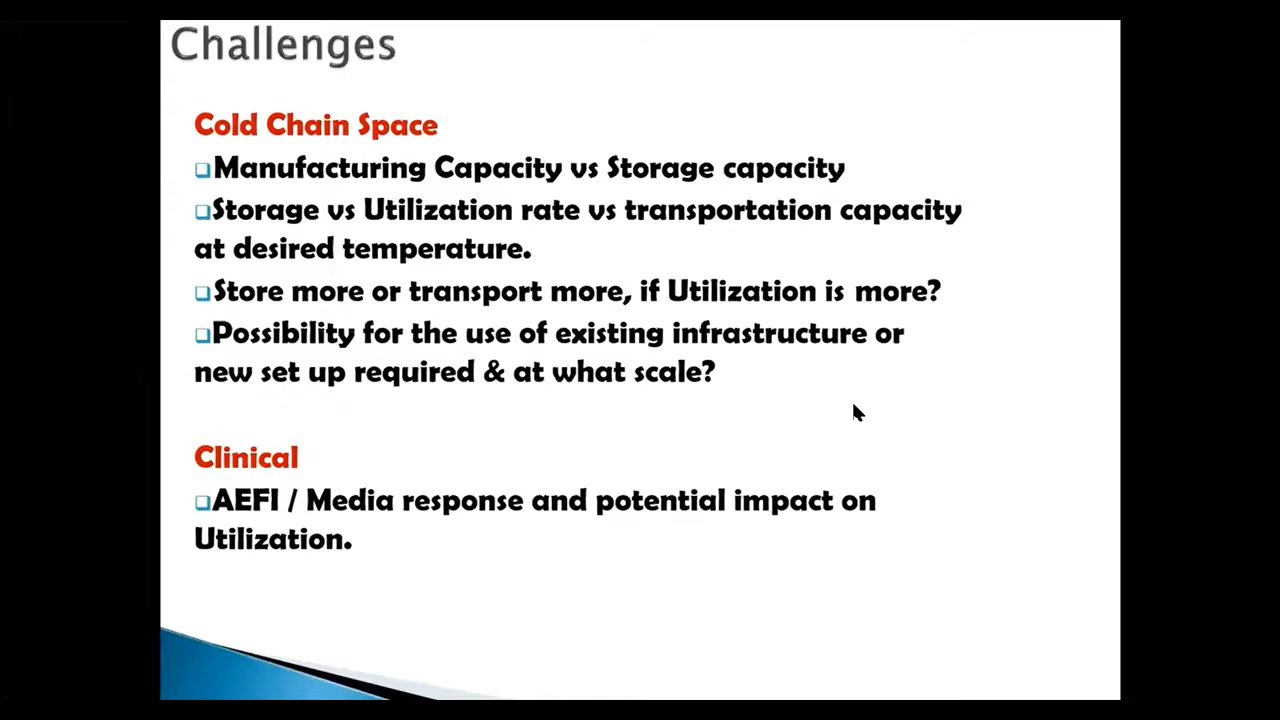 Challenges
Cold Chain Space
❑Manufacturing Capacity vs Storage capacity
❑Storage vs Utilization rate vs transportation capacity
at desired temperature.
❑Store more or transport more, if Utilization is more?
❑Possibility for the use of existing infrastructure or
new set up required & at what scale?
Clinical
❑AEFI / Media response and potential impact on
Utilization.